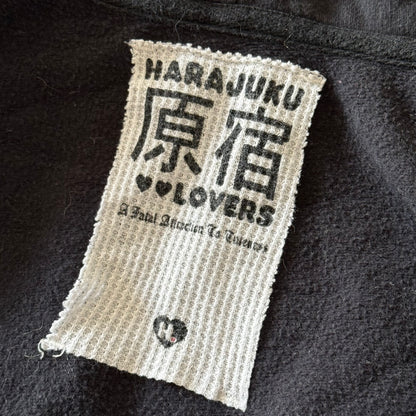 HARAJUKU
原宿
LOVERS
A Fatal Attraction To Cuteness